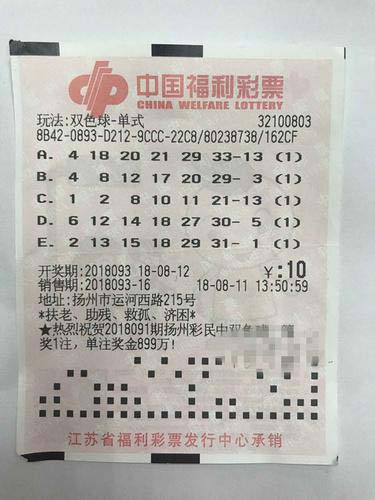 中国福利彩票
CHINA WELFARE LOTTERY
玩法:双色球-单式 32100803
8B42-0893-D212-9CCC-22C8/80238738/162CF
A. 4 18 20 21 29 33-13 (1)
B. 4 8 12 17 20 29- 3 (1)
C. 1 2 8 10 11 21-13 (1)
D. 6 12 14 18 27 30- 5 (1)
E. 2 13 15 18 29 31- 1 (1)
开奖期:2018093 18-08-12 ¥:10
销售期:2018093-16 18-08-11 13:50:59
地址:扬州市运河西路215号
*扶老、助残、救孤、济困*
★热烈祝贺2018091期扬州彩民中双色
奖1注，单注奖金899万!
江苏省福利彩票发行中心承销